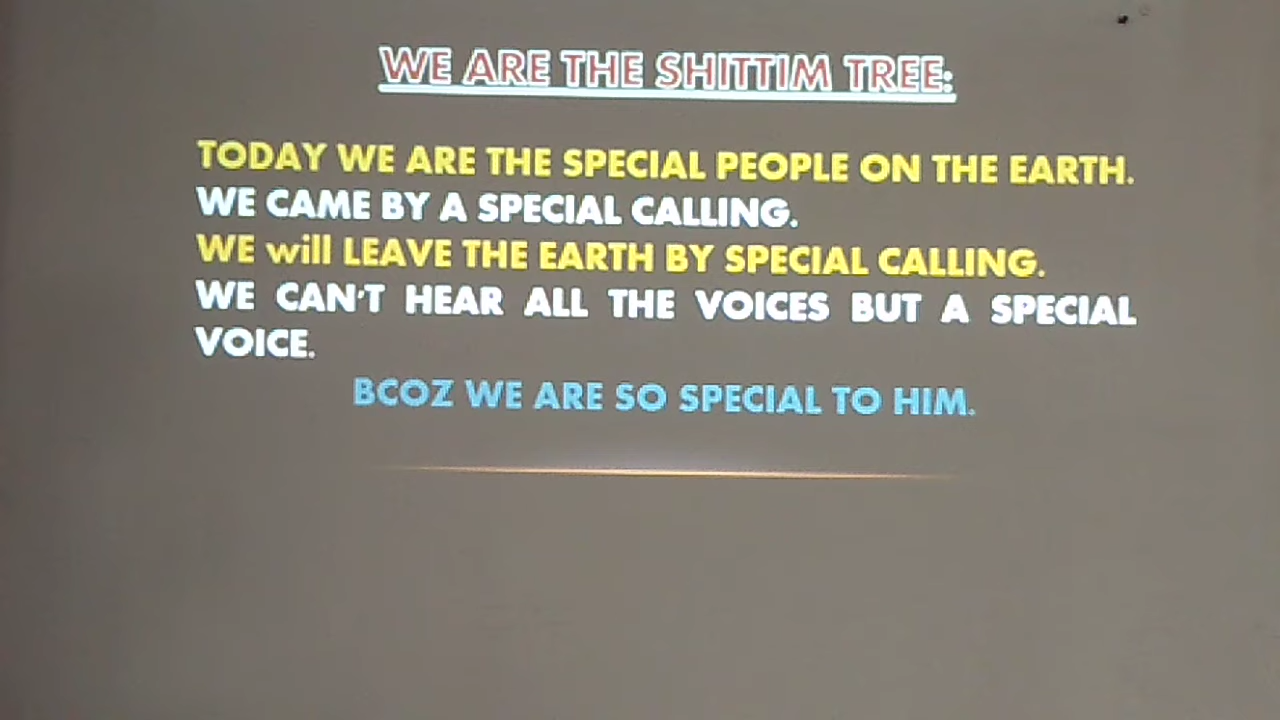 WE ARE THE SHITTIM TREE:
TODAY WE ARE THE SPECIAL PEOPLE ON THE EARTH.
WE CAME BY A SPECIAL CALLING.
WE will LEAVE THE EARTH BY SPECIAL CALLING.
WE CAN'T HEAR ALL THE VOICES BUT A SPECIAL
VOICE.
BCOZ WE ARE SO SPECIAL TO HIM.